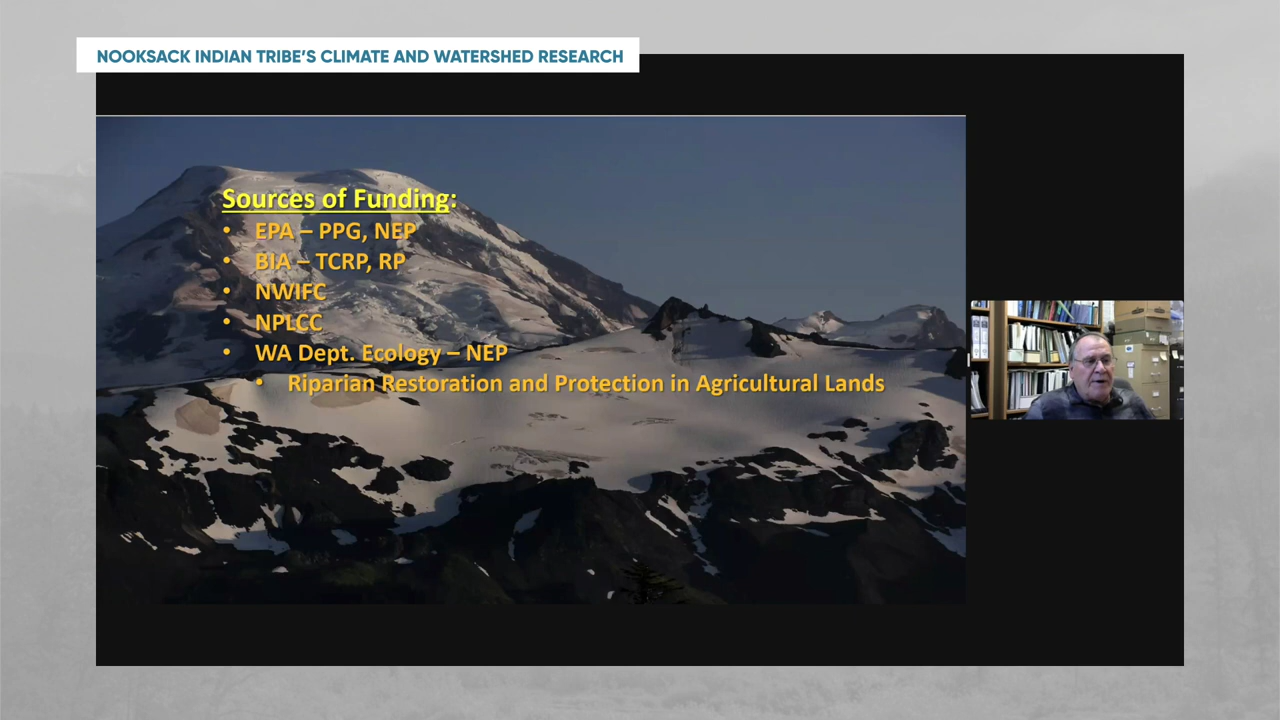 NOOKSACK INDIAN TRIBE'S CLIMATE AND WATERSHED RESEARCH
Sources of Funding:
• EPA – PPG, NEP
• BIA – TCRP, RP
• NWIFC
• NPLCC
• WA Dept. Ecology – NEP
• Riparian Restoration and Protection in Agricultural Lands